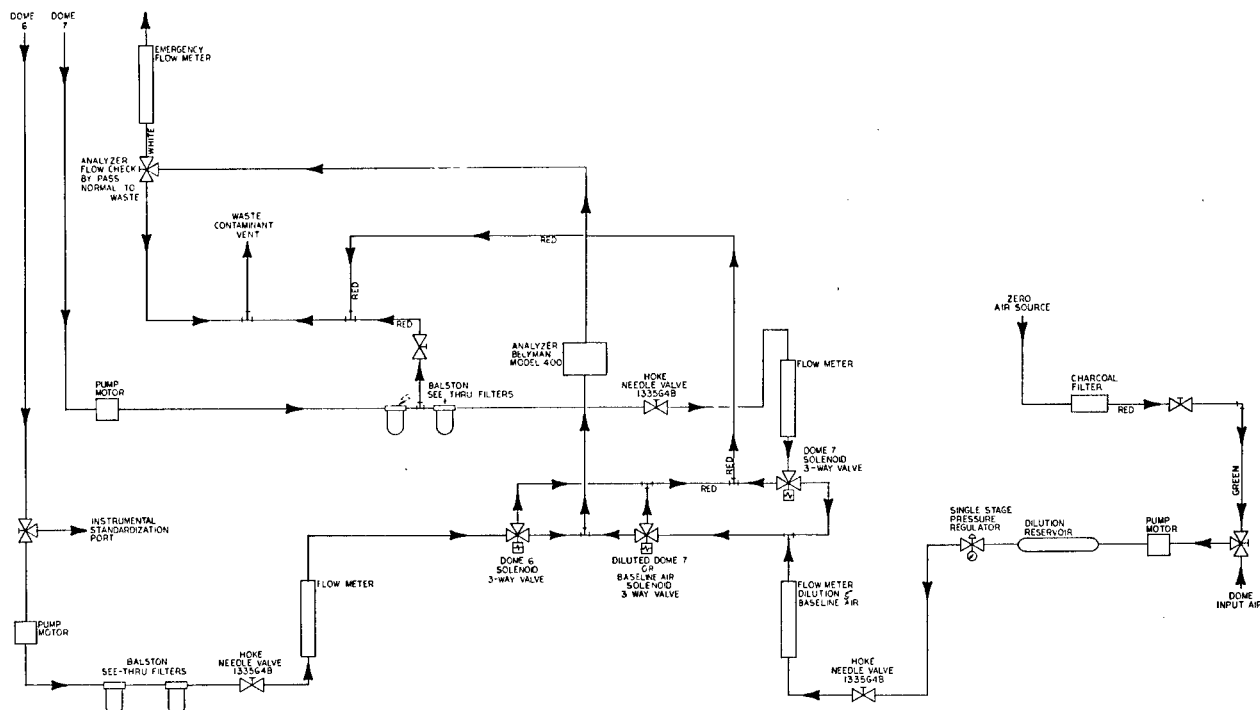 DOME
6
DOME
7
EMERGENCY
FLOW METER
WHITE
ANALYZER
FLOW CHECK
BY PASS
NORMAL TO
WASTE
WASTE
CONTAMINANT
VENT
RED
RED
RED
ANALYZER
BECKMAN
MODEL 400
PUMP
MOTOR
BALSTON
SEE-THRU FILTERS
HOKE
NEEDLE VALVE
1335G4B
FLOW METER
ZERO
AIR SOURCE
CHARCOAL
FILTER
RED
GREEN
DOME 7
SOLENOID
3-WAY VALVE
RED
RED
INSTRUMENTAL
STANDARDIZATION
PORT
DOME 6
SOLENOID
3-WAY VALVE
DILUTED DOME 7
OR
BASELINE AIR
SOLENOID
3 WAY VALVE
SINGLE STAGE
PRESSURE
REGULATOR
DILUTION
RESERVOIR
PUMP
MOTOR
DOME
INPUT AIR
FLOW METER
FLOW METER
DILUTION &
BASELINE AIR
PUMP
MOTOR
BALSTON
SEE-THRU FILTERS
HOKE
NEEDLE VALVE
1335G4B
HOKE
NEEDLE VALVE
1335G4B